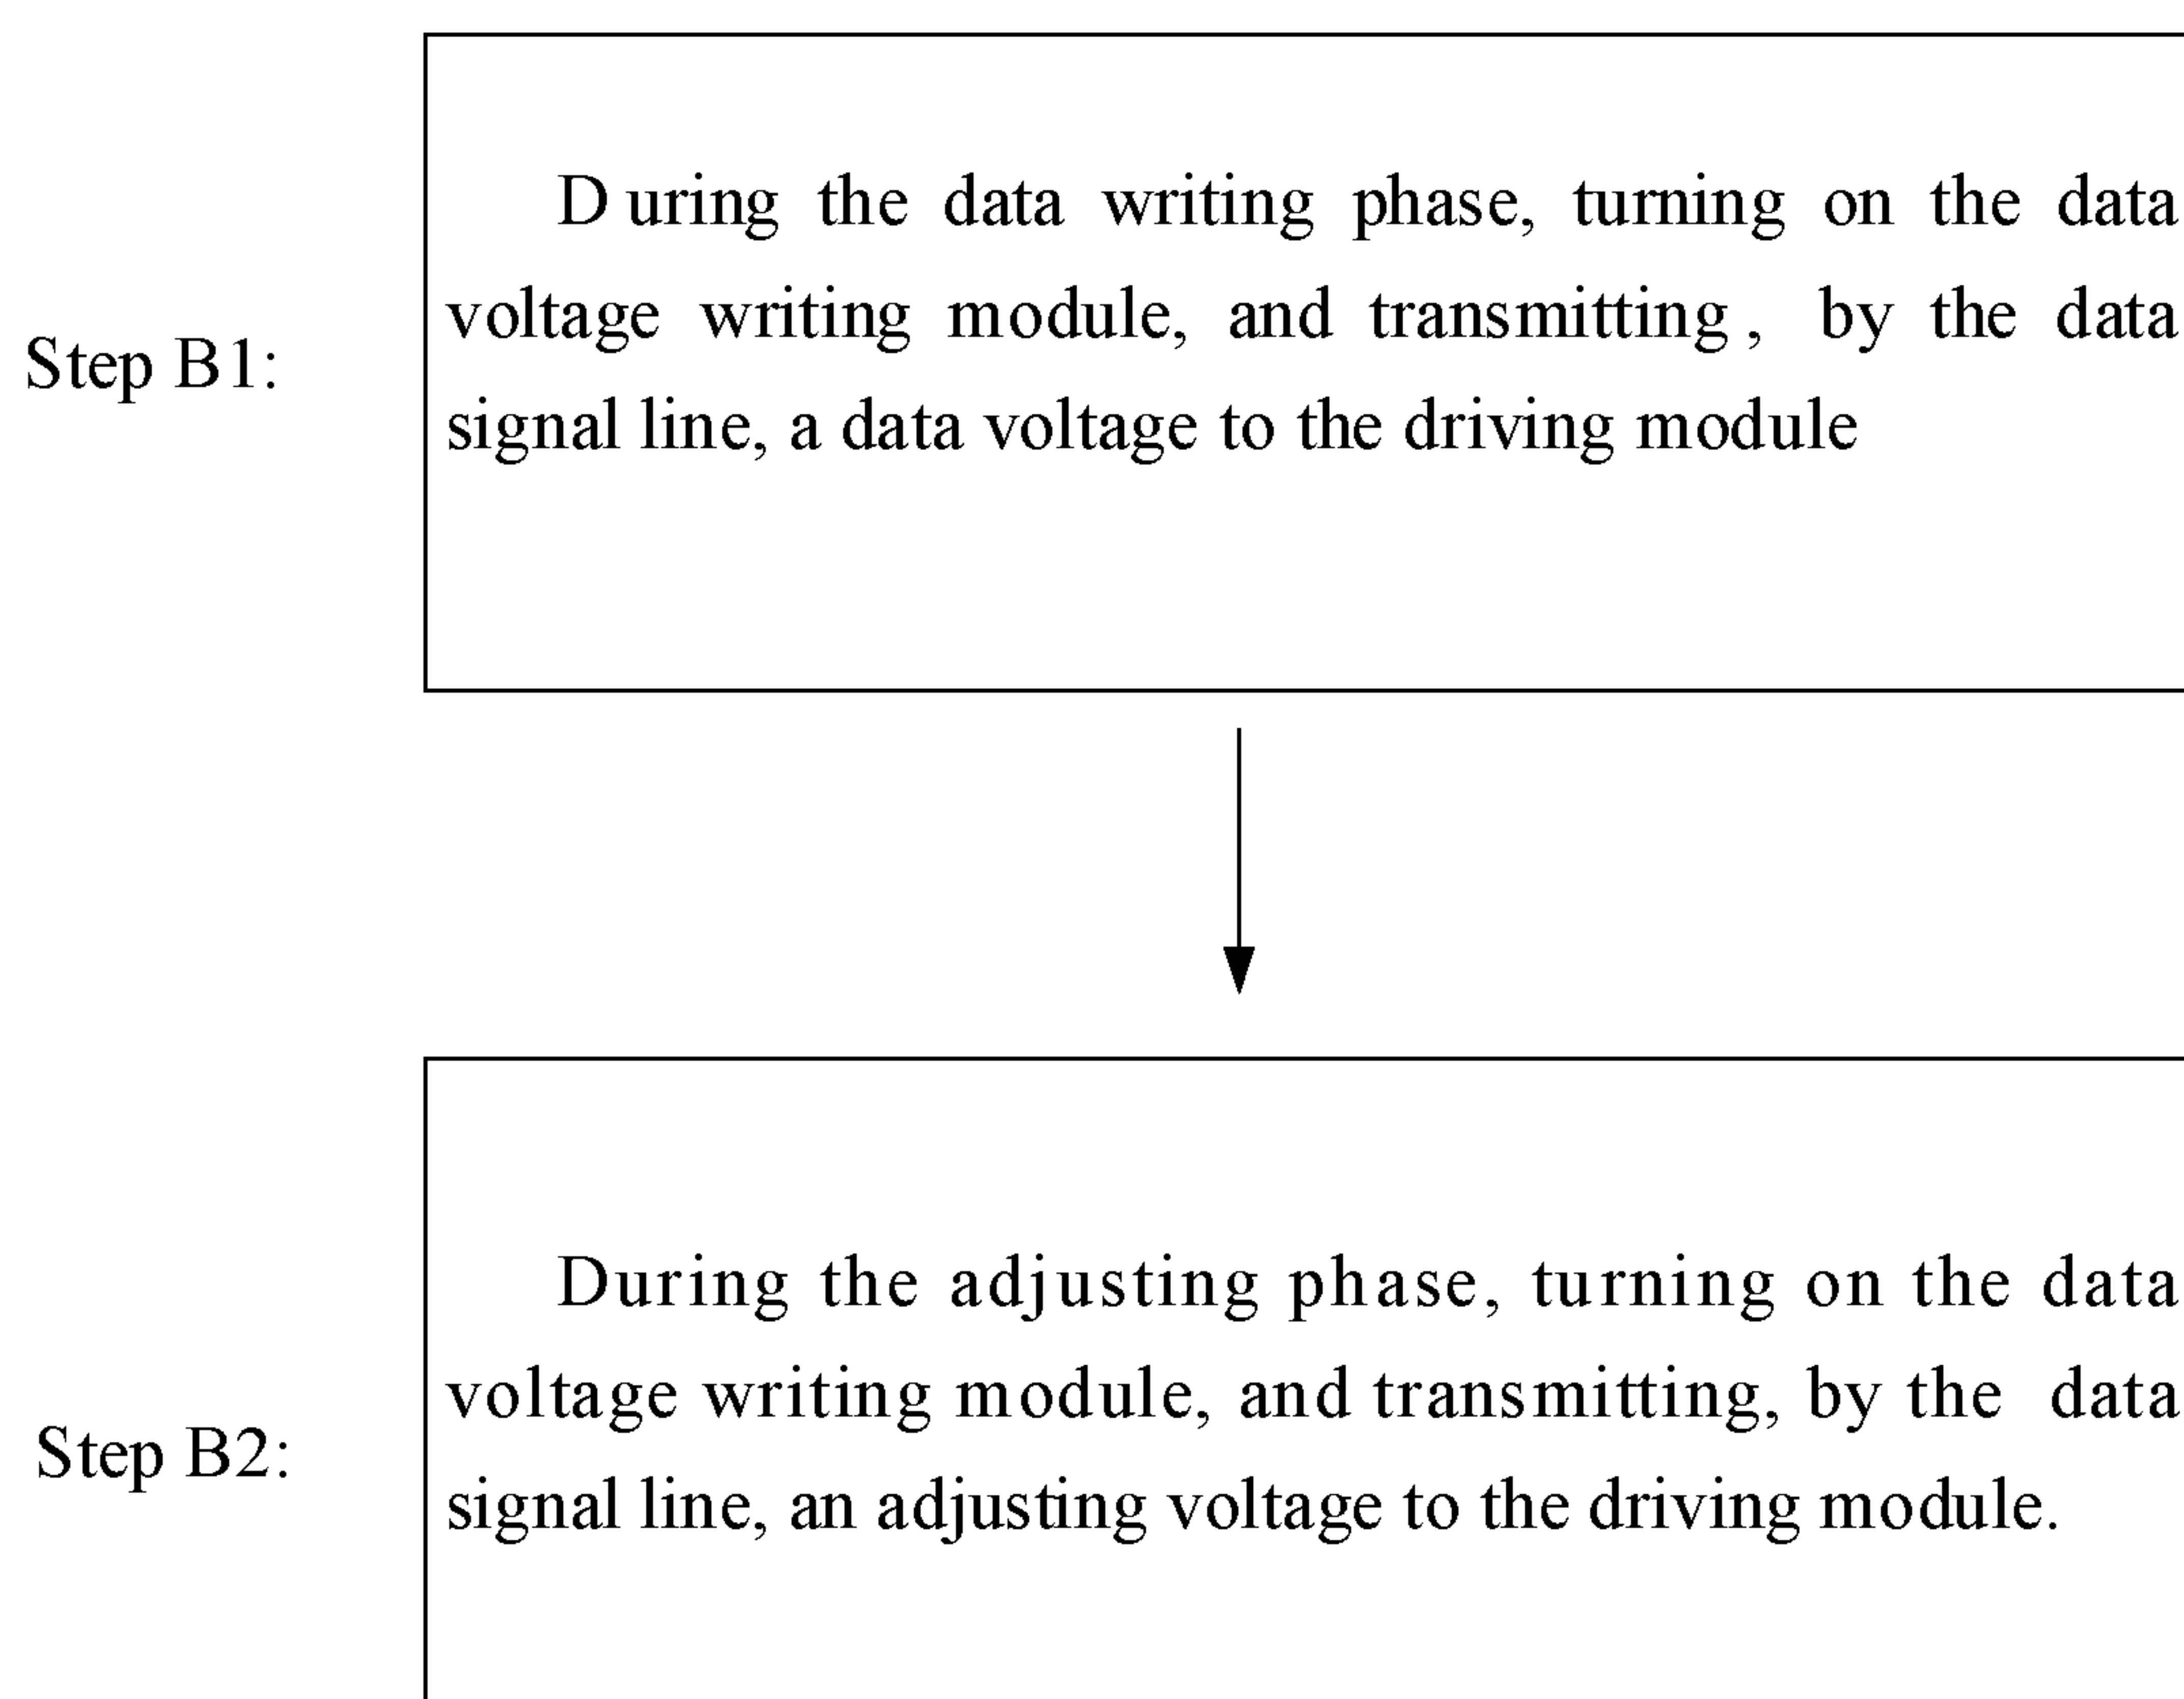 During the data writing phase, turning on the data
voltage writing module, and transmitting, by the data
Step B1:
signal line, a data voltage to the driving module
During the adjusting phase, turning on the data
voltage writing module, and transmitting, by the data
Step B2:
signal line, an adjusting voltage to the driving module.